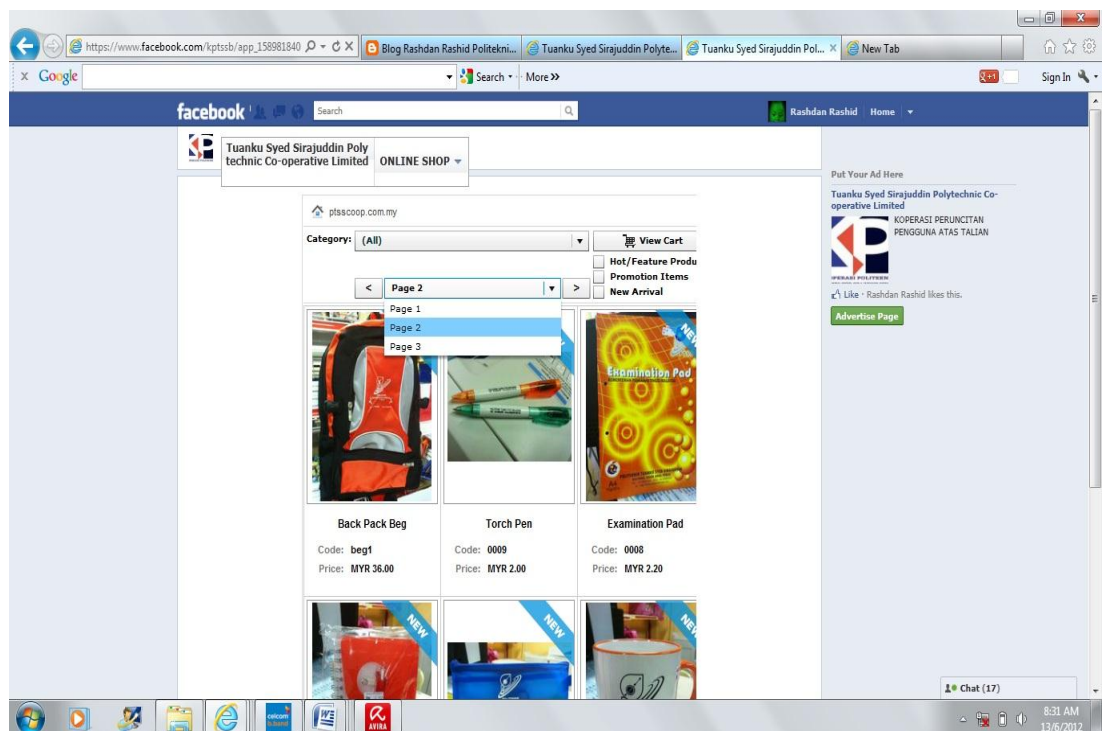 https://www.facebook.com/kptssb/app_158981840
Blog Rashdan Rashid Politekni...
Tuanku Syed Sirajuddin Polyte...
Tuanku Syed Sirajuddin Pol...
New Tab
x Google
Search
More >>
+1
Sign In
facebook
Search
Rashdan Rashid
Home
Tuanku Syed Sirajuddin Poly
technic Co-operative Limited
ONLINE SHOP
ptsscoop.com.my
Category:
(All)
View Cart
Hot/Feature Produ
Promotion Items
New Arrival
<
Page 2
>
Page 1
Page 2
Page 3
NEW
Examination Pad
A4
Back Pack Beg
Torch Pen
Examination Pad
Code: beg1
Code: 0009
Code: 0008
Price: MYR 36.00
Price: MYR 2.00
Price: MYR 2.20
NEW
NEW
NEW
Put Your Ad Here
Tuanku Syed Sirajuddin Polytechnic Co-
operative Limited
KOPERASI PERUNCITAN
PENGGUNA ATAS TALIAN
Like · Rashdan Rashid likes this.
Advertise Page
Chat (17)
celcom
AVIRA
8:31 AM
13/6/2012